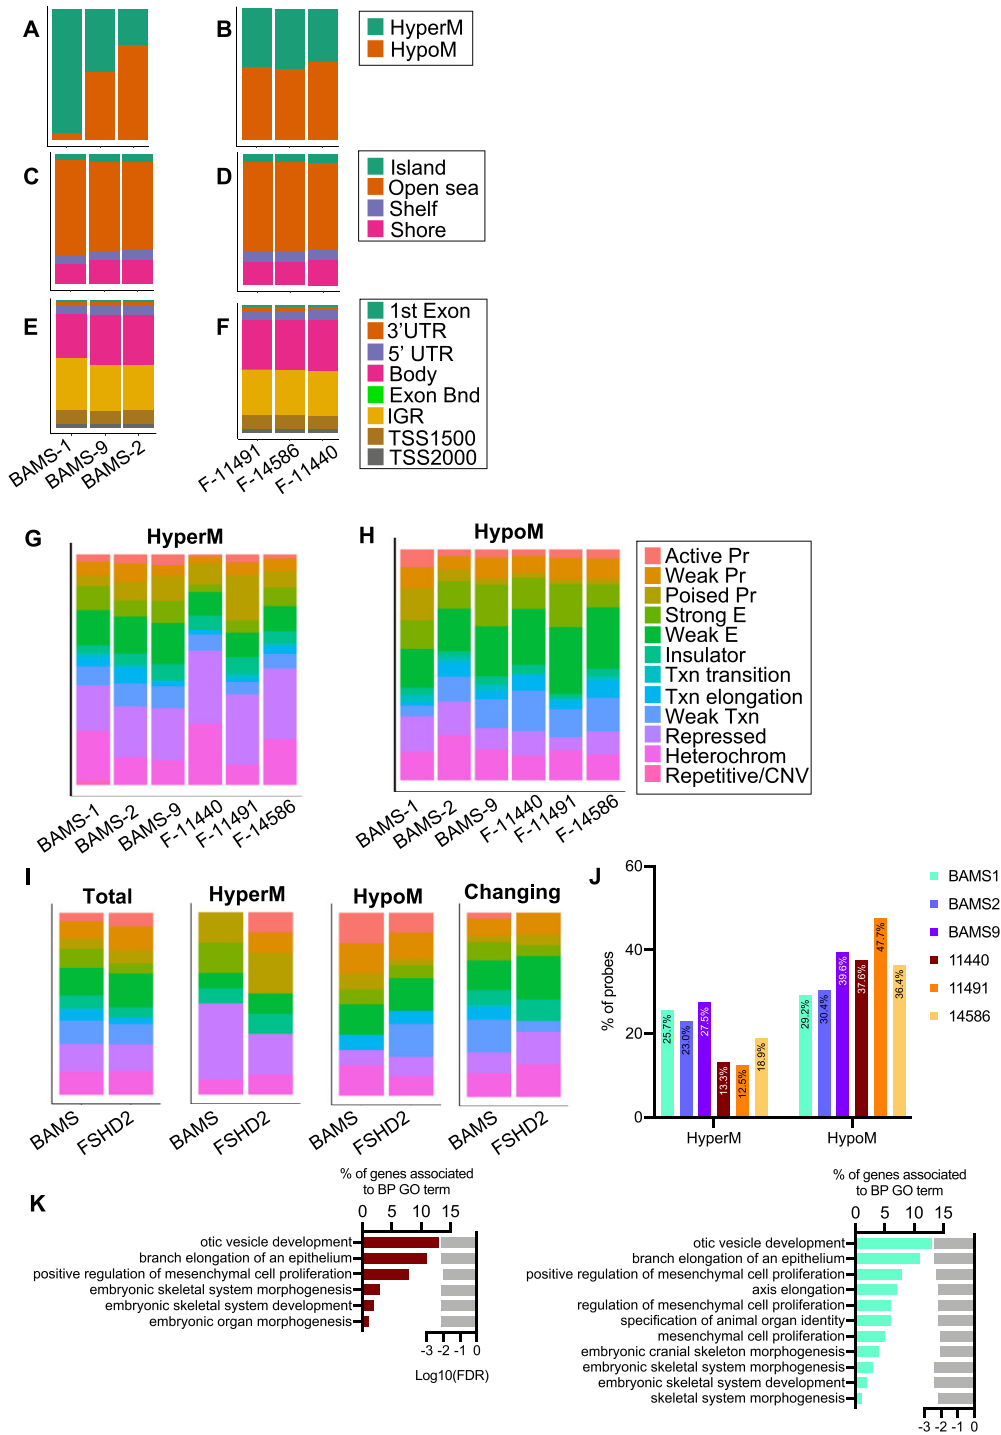 A
B
HyperM
HypoM
C
D
Island
Open sea
Shelf
Shore
E
F
1st Exon
3'UTR
5' UTR
Body
Exon Bnd
IGR
TSS1500
TSS2000
BAMS-1
BAMS-9
BAMS-2
F-11491
F-14586
F-11440
G
HyperM
H
HypoM
Active Pr
Weak Pr
Poised Pr
Strong E
Weak E
Insulator
Txn transition
Txn elongation
Weak Txn
Repressed
Heterochrom
Repetitive/CNV
BAMS-1
BAMS-2
BAMS-9
F-11440
F-11491
F-14586
BAMS-1
BAMS-2
BAMS-9
F-11440
F-11491
F-14586
I
Total
HyperM
HypoM
Changing
BAMS
FSHD2
BAMS
FSHD2
BAMS
FSHD2
BAMS
FSHD2
J
% of probes
60
40
20
0
25.7%
23.0%
27.5%
13.3%
12.5%
18.9%
29.2%
30.4%
39.6%
37.6%
47.7%
36.4%
HyperM
HypoM
BAMS1
BAMS2
BAMS9
11440
11491
14586
K
% of genes associated
to BP GO term
0 5 10 15
otic vesicle development
branch elongation of an epithelium
positive regulation of mesenchymal cell proliferation
embryonic skeletal system morphogenesis
embryonic skeletal system development
embryonic organ morphogenesis
-3 -2 -1 0
Log10(FDR)
% of genes associated
to BP GO term
0 5 10 15
otic vesicle development
branch elongation of an epithelium
positive regulation of mesenchymal cell proliferation
axis elongation
regulation of mesenchymal cell proliferation
specification of animal organ identity
mesenchymal cell proliferation
embryonic cranial skeleton morphogenesis
embryonic skeletal system morphogenesis
embryonic skeletal system development
skeletal system morphogenesis
-3 -2 -1 0